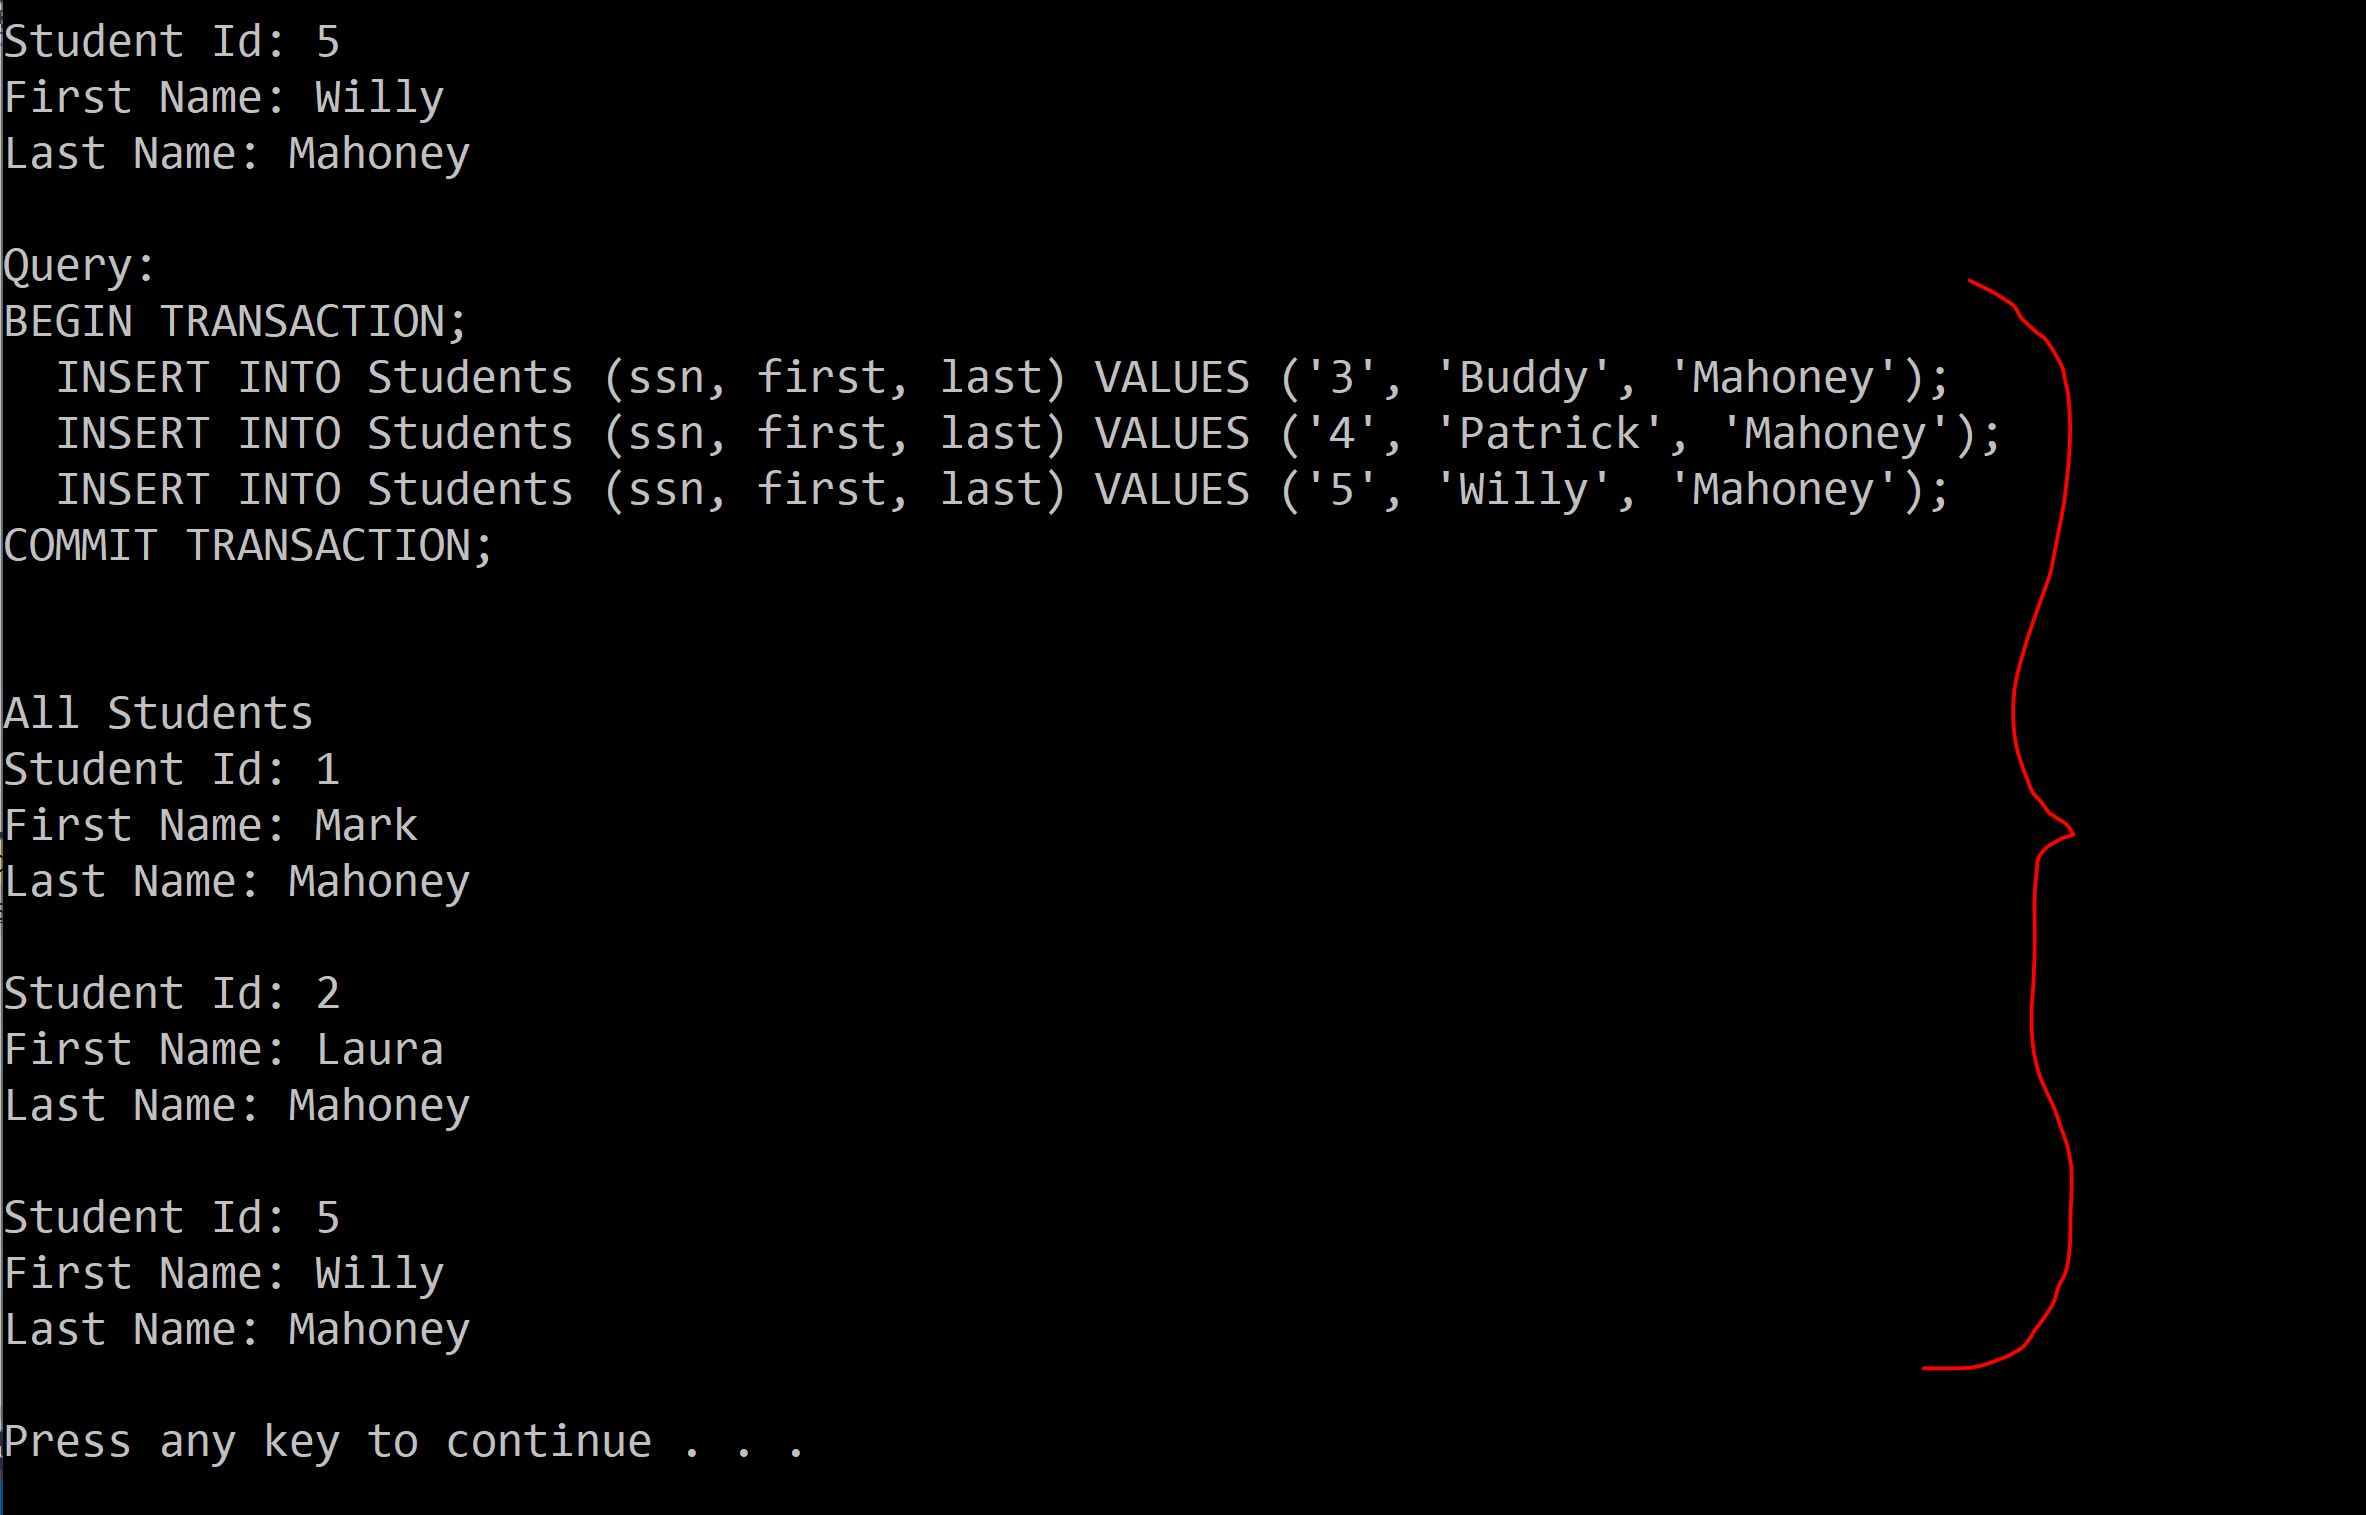 Student Id: 5
First Name: Willy
Last Name: Mahoney
Query:
BEGIN TRANSACTION;
  INSERT INTO Students (ssn, first, last) VALUES ('3', 'Buddy', 'Mahoney');
  INSERT INTO Students (ssn, first, last) VALUES ('4', 'Patrick', 'Mahoney');
  INSERT INTO Students (ssn, first, last) VALUES ('5', 'Willy', 'Mahoney');
COMMIT TRANSACTION;
All Students
Student Id: 1
First Name: Mark
Last Name: Mahoney
Student Id: 2
First Name: Laura
Last Name: Mahoney
Student Id: 5
First Name: Willy
Last Name: Mahoney
Press any key to continue . . .